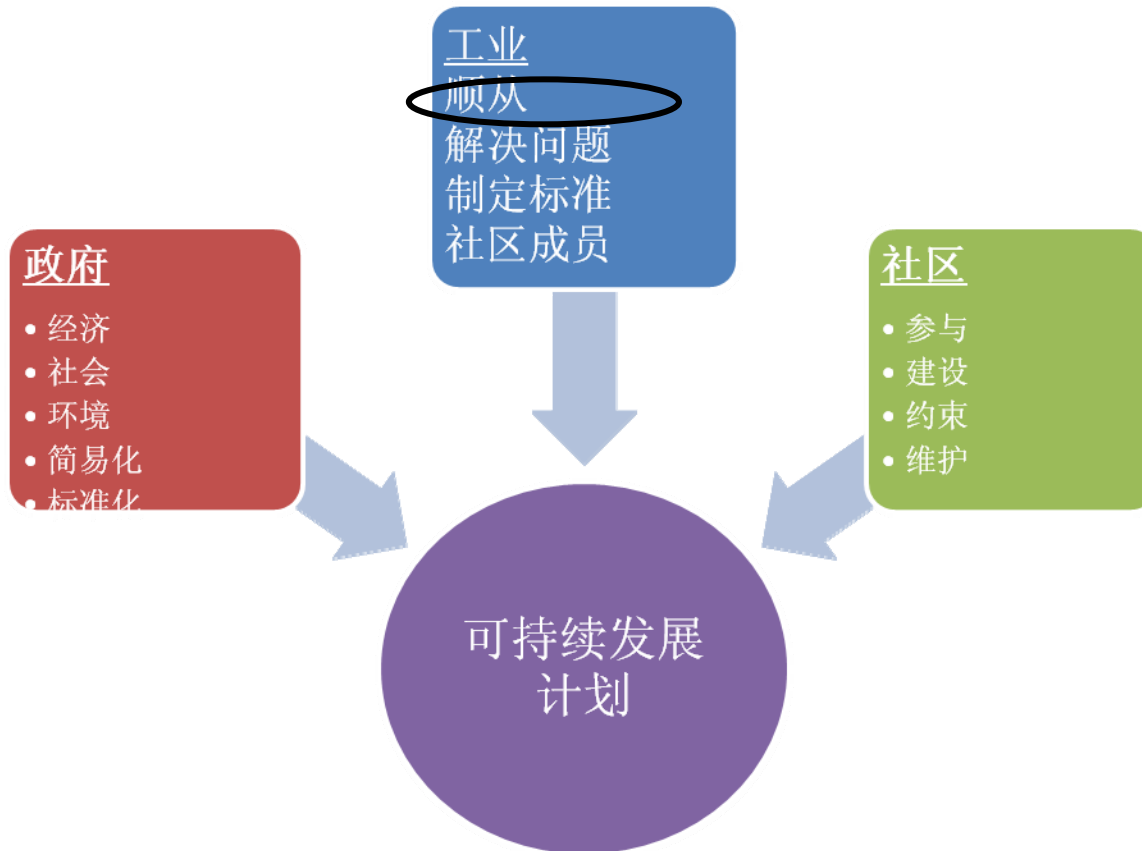 工业
顺从
解决问题
制定标准
社区成员
政府
• 经济
• 社会
• 环境
• 简易化
• 标准化
社区
• 参与
• 建设
• 约束
• 维护
可持续发展
计划